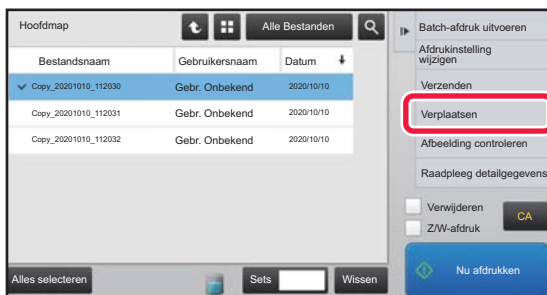 Hoofdmap
Alle Bestanden
Bestandsnaam Gebruikersnaam Datum
Copy_20201010_112030 Gebr. Onbekend 2020/10/10
Copy_20201010_112031 Gebr. Onbekend 2020/10/10
Copy_20201010_112032 Gebr. Onbekend 2020/10/10
Alles selecteren
Sets
Wissen
Batch-afdruk uitvoeren
Afdrukinstelling
wijzigen
Verzenden
Verplaatsen
Afbeelding controleren
Raadpleeg detailgegevens
Verwijderen
Z/W-afdruk
CA
Nu afdrukken